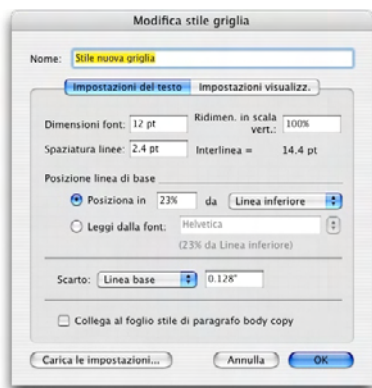 Modifica stile griglia
Nome: Stile nuova griglia
Impostazioni del testo Impostazioni visualizz.
Dimensioni font: 12 pt Ridimen. in scala vert.: 100%
Spaziatura linee: 2.4 pt Interlinea = 14.4 pt
Posizione linea di base
Posiziona in 23% da Linea inferiore
Leggi dalla font: Helvetica
(23% da Linea inferiore)
Scarto: Linea base 0.128"
Collega al foglio stile di paragrafo body copy
Carica le impostazioni... Annulla OK